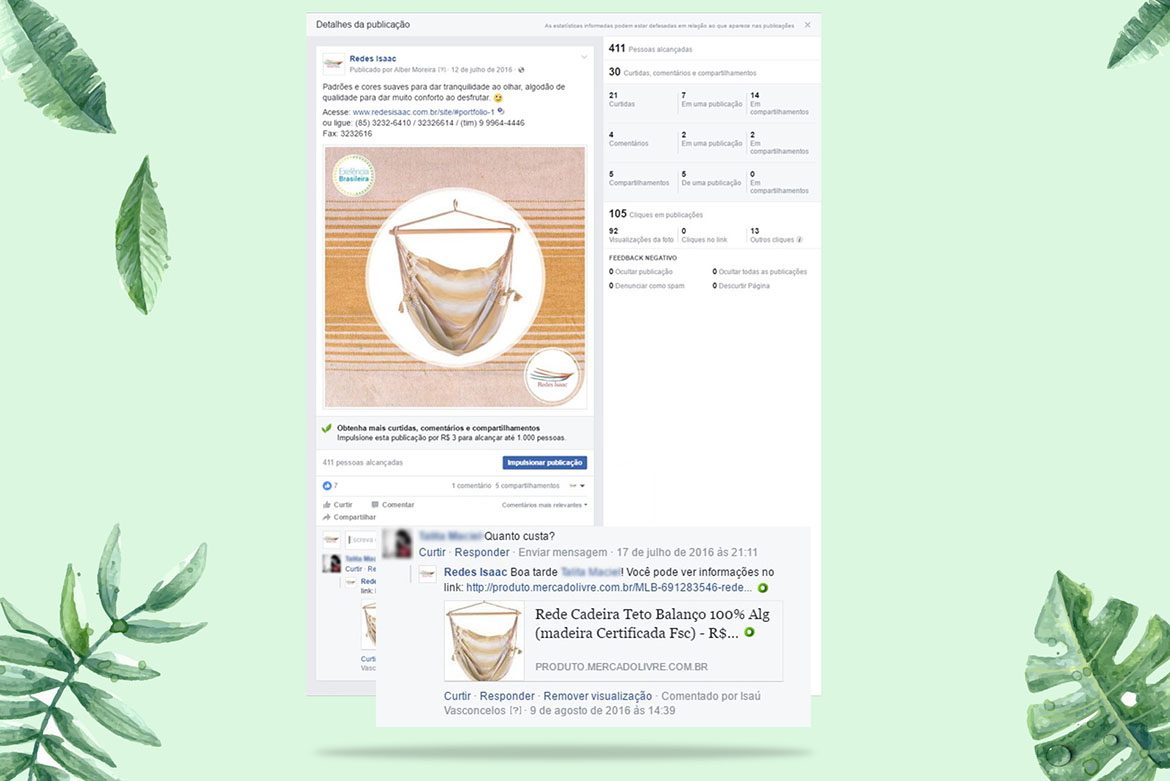 Detalhes da publicação
As estatísticas informadas podem estar defasadas em relação ao que aparece nas publicações
Redes Isaac
Publicado por Alber Moreira [?] · 12 de julho de 2016 ·
Padrões e cores suaves para dar tranquilidade ao olhar, algodão de
qualidade para dar muito conforto ao desfrutar.
Acesse: www.redesisaac.com.br/site/#portfolio-1
ou ligue: (85) 3232-6410 / 32326614 / (tim) 9 9964-4446
Fax: 3232616
Exelência
Brasileira
Redes Isaac
Obtenha mais curtidas, comentários e compartilhamentos
Impulsione esta publicação por R$ 3 para alcançar até 1.000 pessoas.
411 pessoas alcançadas
Impulsionar publicação
7
1 comentário 5 compartilhamentos
Curtir Comentar
Comentários mais relevantes
Compartilhar
411 Pessoas alcançadas
30 Curtidas, comentários e compartilhamentos
21 7 14
Curtidas Em uma publicação Em
compartilhamentos
4 2 2
Comentários Em uma publicação Em
compartilhamentos
5 5 0
Compartilhamentos De uma publicação Em
compartilhamentos
105 Cliques em publicações
92 0 13
Visualizações da foto Cliques no link Outros cliques
FEEDBACK NEGATIVO
0 Ocultar publicação 0 Ocultar todas as publicações
0 Denunciar como spam 0 Descurtir Página
Escreva
Curtir · Re
Rede
link:
Curti
Vasc
Quanto custa?
Curtir · Responder · Enviar mensagem · 17 de julho de 2016 às 21:11
Redes Isaac Boa tarde ! Você pode ver informações no
link: http://produto.mercadolivre.com.br/MLB-691283546-rede...
Rede Cadeira Teto Balanço 100% Alg
(madeira Certificada Fsc) - R$...
PRODUTO.MERCADOLIVRE.COM.BR
Curtir · Responder · Remover visualização · Comentado por Isaú
Vasconcelos [?] · 9 de agosto de 2016 às 14:39